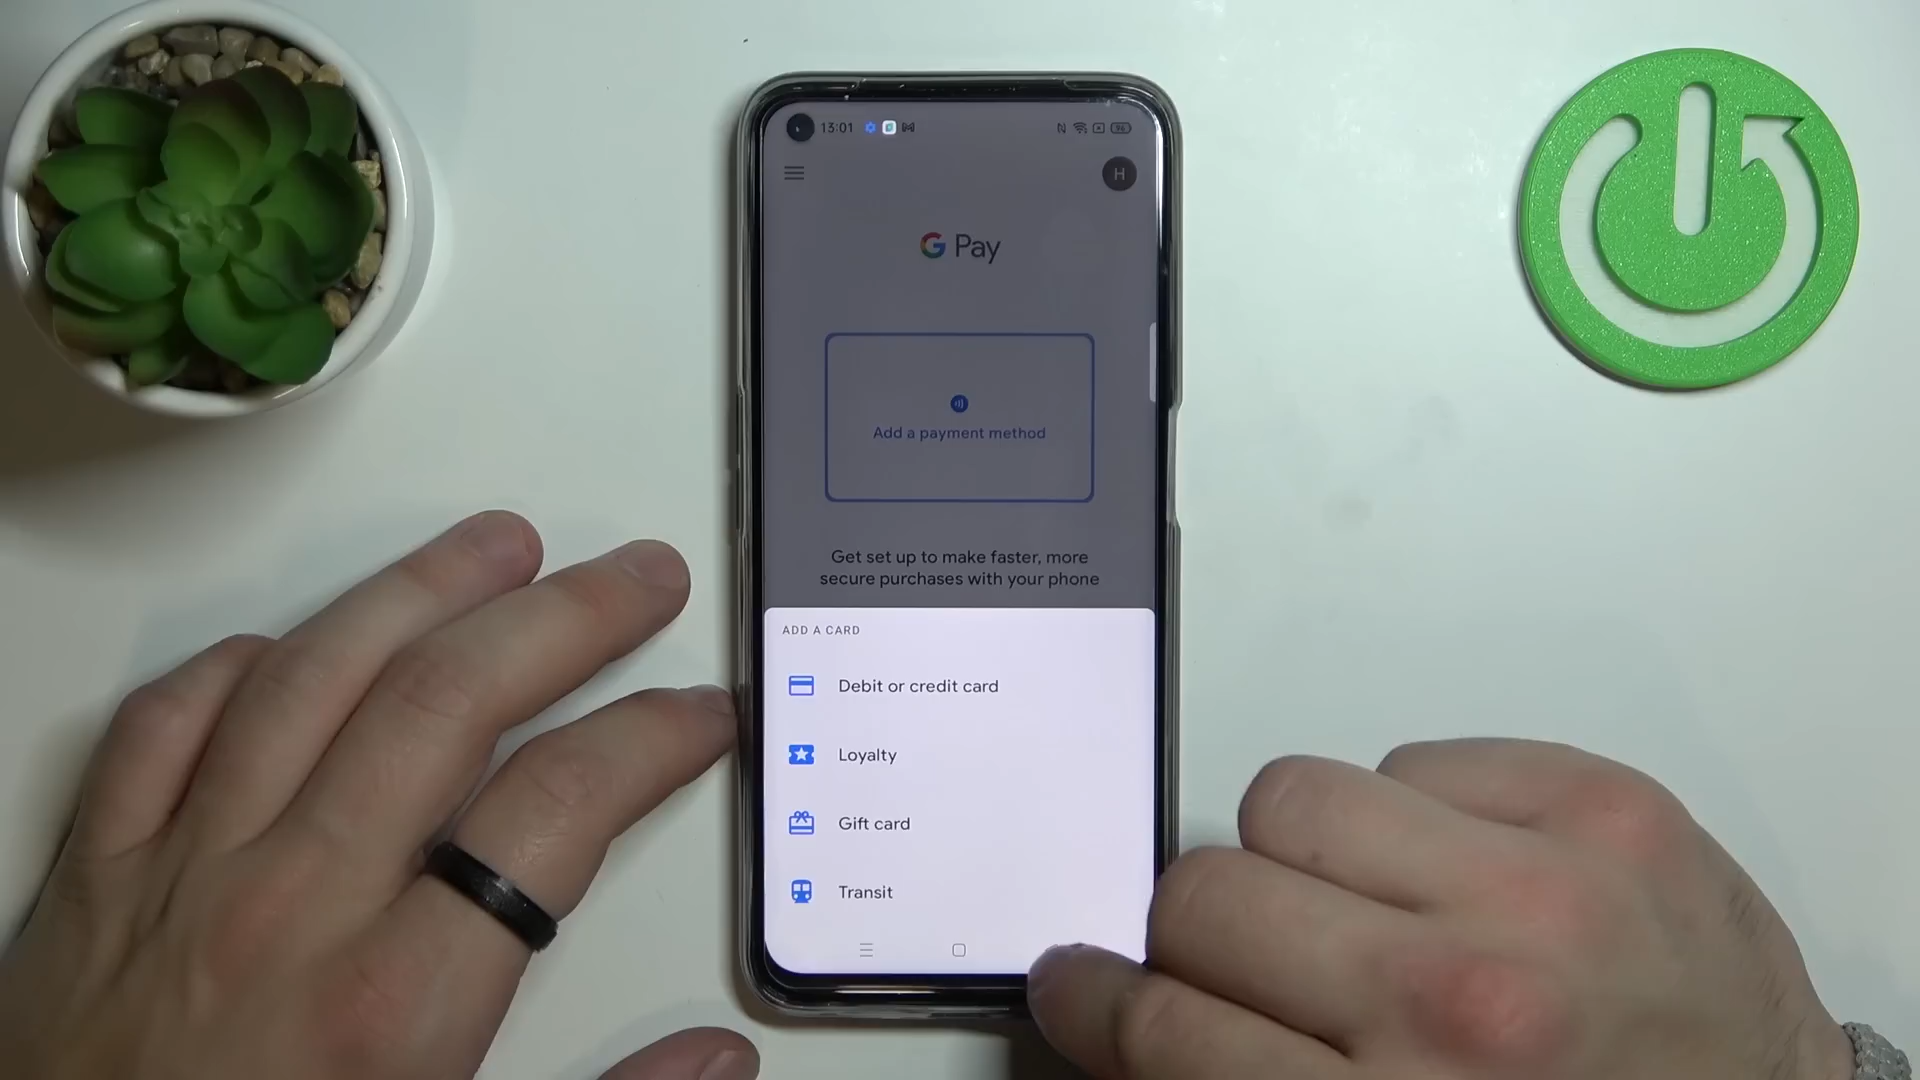 13:01
96
H
G Pay
Add a payment method
Get set up to make faster, more
secure purchases with your phone
ADD A CARD
Debit or credit card
Loyalty
Gift card
Transit